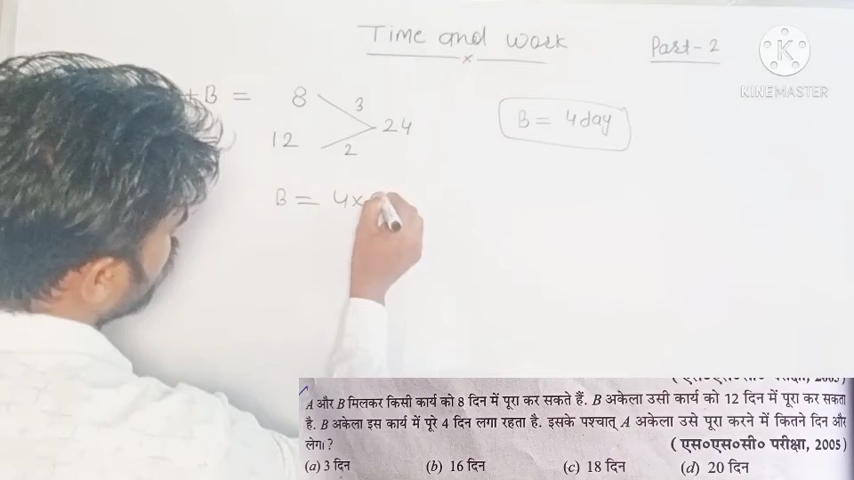 Time and work
Part-2
KINEMASTER
+B = 8 3
24
12 2
B = 4 day
B = 4x
A और B मिलकर किसी कार्य को 8 दिन में पूरा कर सकते हैं. B अकेला उसी कार्य को 12 दिन में पूरा कर सकता
है. B अकेला इस कार्य में पूरे 4 दिन लगा रहता है. इसके पश्चात् A अकेला उसे पूरा करने में कितने दिन और
लेगा? (एस०एस०सी० परीक्षा, 2005)
(a) 3 दिन (b) 16 दिन (c) 18 दिन (d) 20 दिन